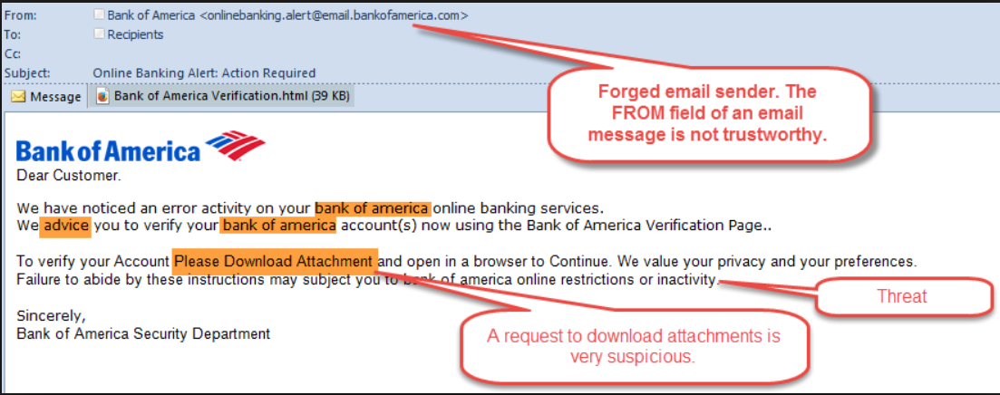 From: Bank of America <onlinebanking.alert@email.bankofamerica.com>
To: Recipients
Cc:
Subject: Online Banking Alert: Action Required
Message Bank of America Verification.html (39 KB)
Forged email sender. The
FROM field of an email
message is not trustworthy.
Bank of America
Dear Customer.
We have noticed an error activity on your bank of america online banking services.
We advice you to verify your bank of america account(s) now using the Bank of America Verification Page..
To verify your Account Please Download Attachment and open in a browser to Continue. We value your privacy and your preferences.
Failure to abide by these instructions may subject you to bank of america online restrictions or inactivity.
Threat
Sincerely,
Bank of America Security Department
A request to download attachments is
very suspicious.